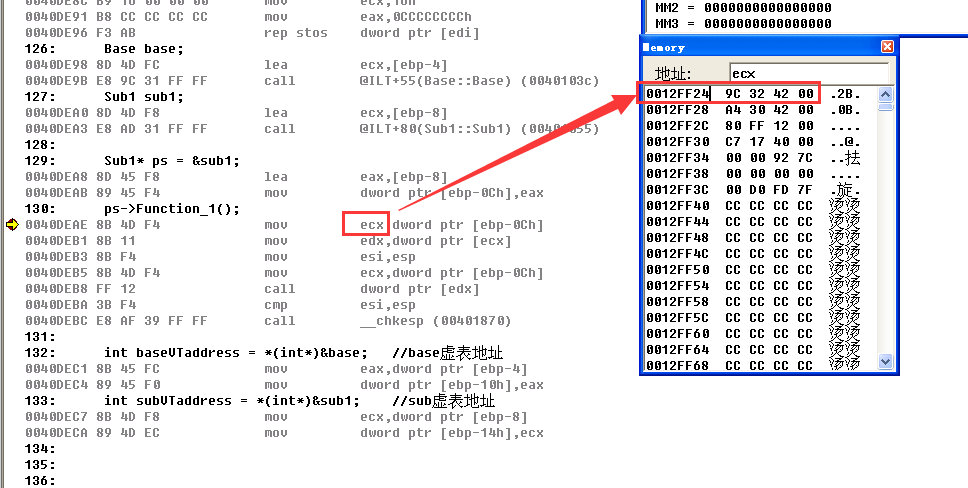 0040DE8C B9 10 00 00 00 mov ecx,10h
0040DE91 B8 CC CC CC CC mov eax,0CCCCCCCCh
0040DE96 F3 AB rep stos dword ptr [edi]
126: Base base;
0040DE98 8D 4D FC lea ecx,[ebp-4]
0040DE9B E8 9C 31 FF FF call @ILT+55(Base::Base) (0040103c)
127: Sub1 sub1;
0040DEA0 8D 4D F8 lea ecx,[ebp-8]
0040DEA3 E8 AD 31 FF FF call @ILT+80(Sub1::Sub1) (00401055)
128:
129: Sub1* ps = &sub1;
0040DEA8 8D 45 F8 lea eax,[ebp-8]
0040DEAB 89 45 F4 mov dword ptr [ebp-0Ch],eax
130: ps->Function_1();
0040DEAE 8B 4D F4 mov ecx,dword ptr [ebp-0Ch]
0040DEB1 8B 11 mov edx,dword ptr [ecx]
0040DEB3 8B F4 mov esi,esp
0040DEB5 8B 4D F4 mov ecx,dword ptr [ebp-0Ch]
0040DEB8 FF 12 call dword ptr [edx]
0040DEBA 3B F4 cmp esi,esp
0040DEBC E8 AF 39 FF FF call __chkesp (00401870)
131:
132: int baseVTaddress = *(int*)&base; //base虚表地址
0040DEC1 8B 45 FC mov eax,dword ptr [ebp-4]
0040DEC4 89 45 F0 mov dword ptr [ebp-10h],eax
133: int subVTaddress = *(int*)&sub1; //sub虚表地址
0040DEC7 8B 4D F8 mov ecx,dword ptr [ebp-8]
0040DECA 89 4D EC mov dword ptr [ebp-14h],ecx
134:
135:
136:
MM2 = 0000000000000000
MM3 = 0000000000000000
Memory
地址: ecx
0012FF24 9C 32 42 00 .2B.
0012FF28 A4 30 42 00 .0B.
0012FF2C 80 FF 12 00 ....
0012FF30 C7 17 40 00 ..@.
0012FF34 00 00 92 7C ..抾
0012FF38 00 00 00 00 ....
0012FF3C 00 D0 FD 7F .旋.
0012FF40 CC CC CC CC 烫烫
0012FF44 CC CC CC CC 烫烫
0012FF48 CC CC CC CC 烫烫
0012FF4C CC CC CC CC 烫烫
0012FF50 CC CC CC CC 烫烫
0012FF54 CC CC CC CC 烫烫
0012FF58 CC CC CC CC 烫烫
0012FF5C CC CC CC CC 烫烫
0012FF60 CC CC CC CC 烫烫
0012FF64 CC CC CC CC 烫烫
0012FF68 CC CC CC CC 烫烫